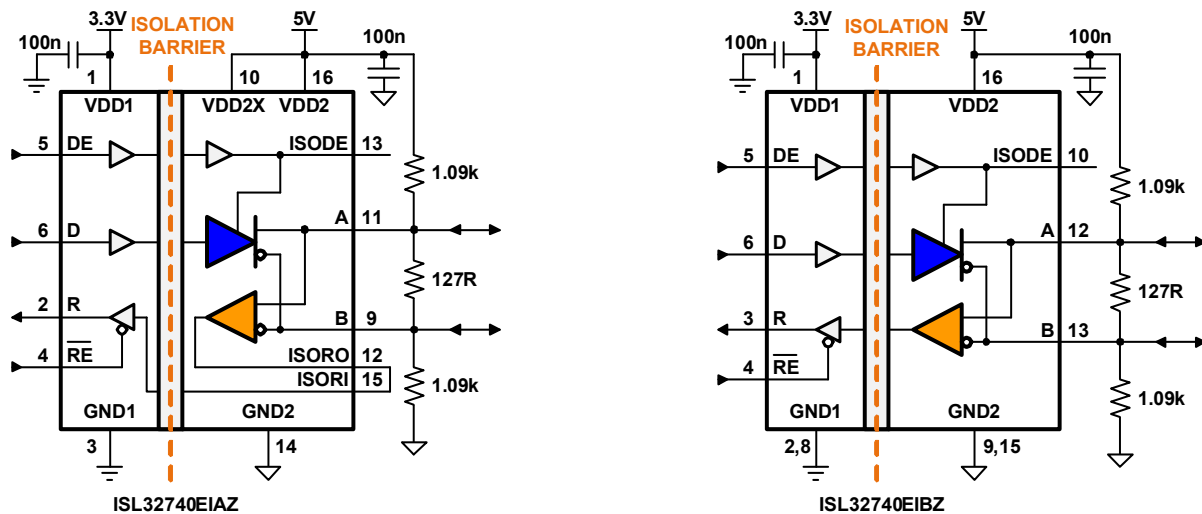 3.3V
ISOLATION
BARRIER
5V
100n
100n
1
10
16
VDD1
VDD2X
VDD2
5
DE
ISODE
13
1.09k
6
D
A
11
127R
2
R
B
9
4
RE
ISORO
12
ISORI
15
1.09k
GND1
GND2
3
14
ISL32740EIAZ
3.3V
ISOLATION
BARRIER
5V
100n
100n
1
16
VDD1
VDD2
5
DE
ISODE
10
1.09k
6
D
A
12
127R
3
R
B
13
4
RE
1.09k
GND1
GND2
2,8
9,15
ISL32740EIBZ